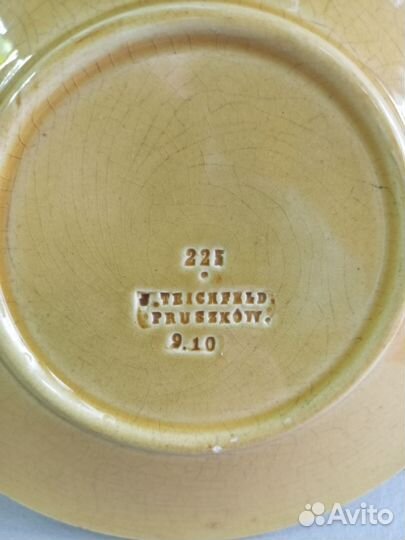 225
J. TEICHFELD.
PRUSZKÓW.
9.10
Avito